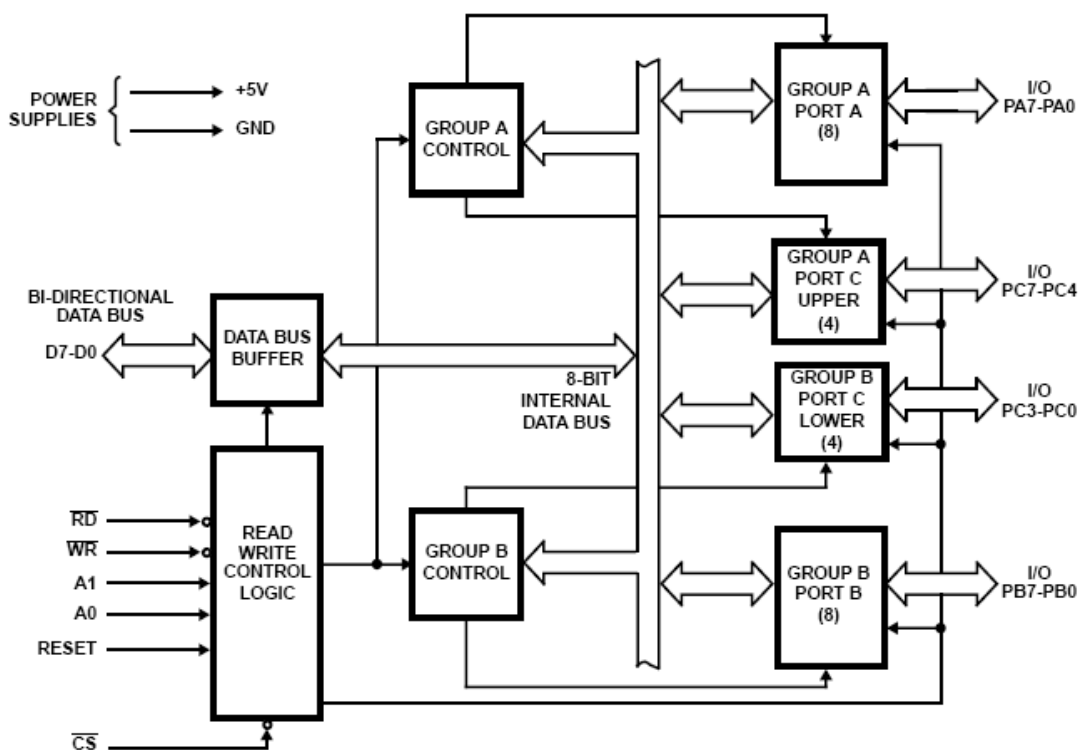 POWER
SUPPLIES
+5V
GND
GROUP A
CONTROL
GROUP A
PORT A
(8)
I/O
PA7-PA0
GROUP A
PORT C
UPPER
(4)
I/O
PC7-PC4
BI-DIRECTIONAL
DATA BUS
D7-D0
DATA BUS
BUFFER
8-BIT
INTERNAL
DATA BUS
GROUP B
PORT C
LOWER
(4)
I/O
PC3-PC0
RD
WR
A1
A0
RESET
CS
READ
WRITE
CONTROL
LOGIC
GROUP B
CONTROL
GROUP B
PORT B
(8)
I/O
PB7-PB0